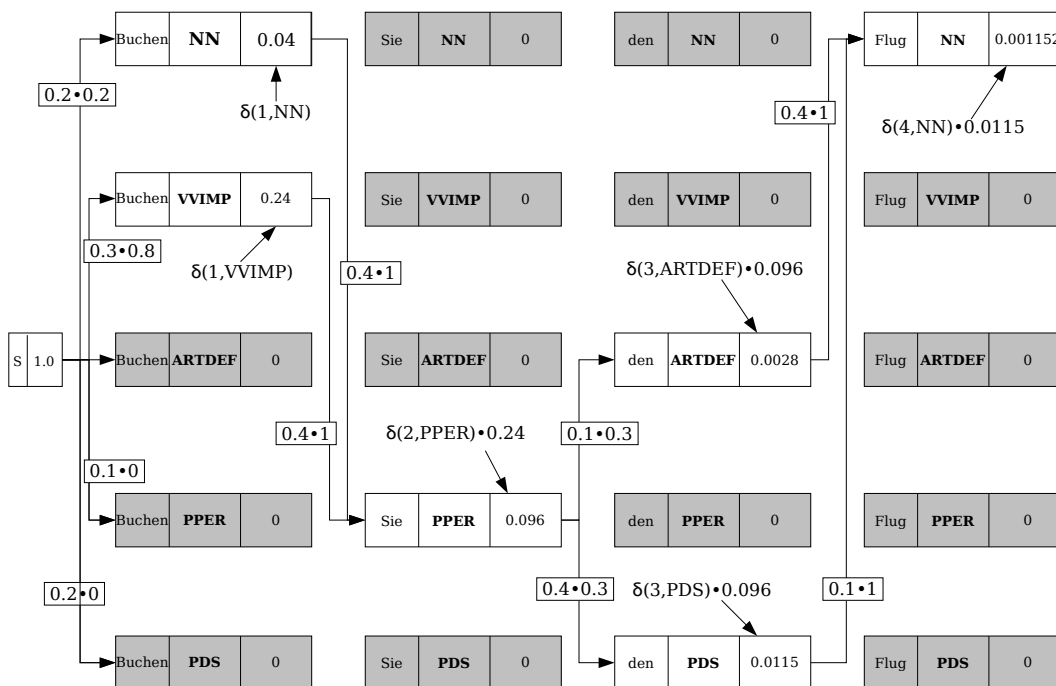 Buchen NN 0.04 Sie NN 0 den NN 0 Flug NN 0.001152
0.2•0.2
δ(1,NN)
0.4•1
δ(4,NN)•0.0115
Buchen VVIMP 0.24 Sie VVIMP 0 den VVIMP 0 Flug VVIMP 0
0.3•0.8
δ(1,VVIMP)
0.4•1
δ(3,ARTDEF)•0.096
S 1.0 Buchen ARTDEF 0 Sie ARTDEF 0 den ARTDEF 0.0028 Flug ARTDEF 0
0.4•1
δ(2,PPER)•0.24
0.1•0.3
0.1•0
Buchen PPER 0 Sie PPER 0.096 den PPER 0 Flug PPER 0
0.2•0
0.4•0.3
δ(3,PDS)•0.096
0.1•1
Buchen PDS 0 Sie PDS 0 den PDS 0.0115 Flug PDS 0